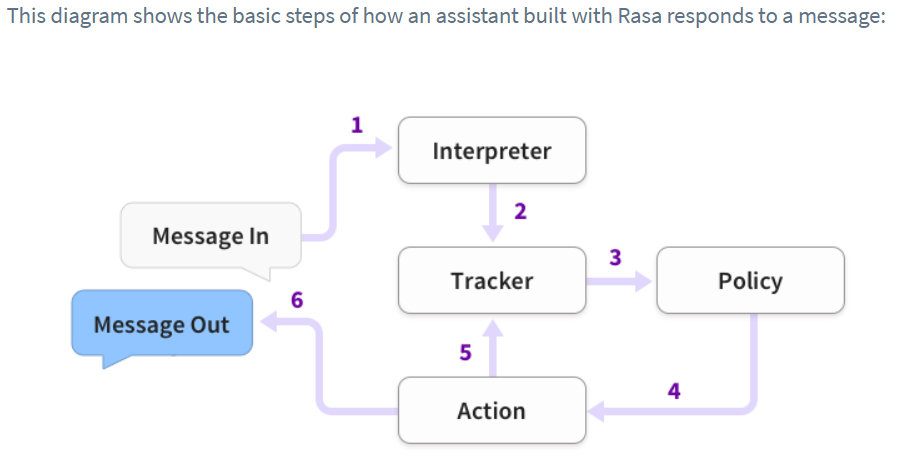 This diagram shows the basic steps of how an assistant built with Rasa responds to a message:
1
Interpreter
2
Message In
3
Tracker
Policy
6
Message Out
5
4
Action